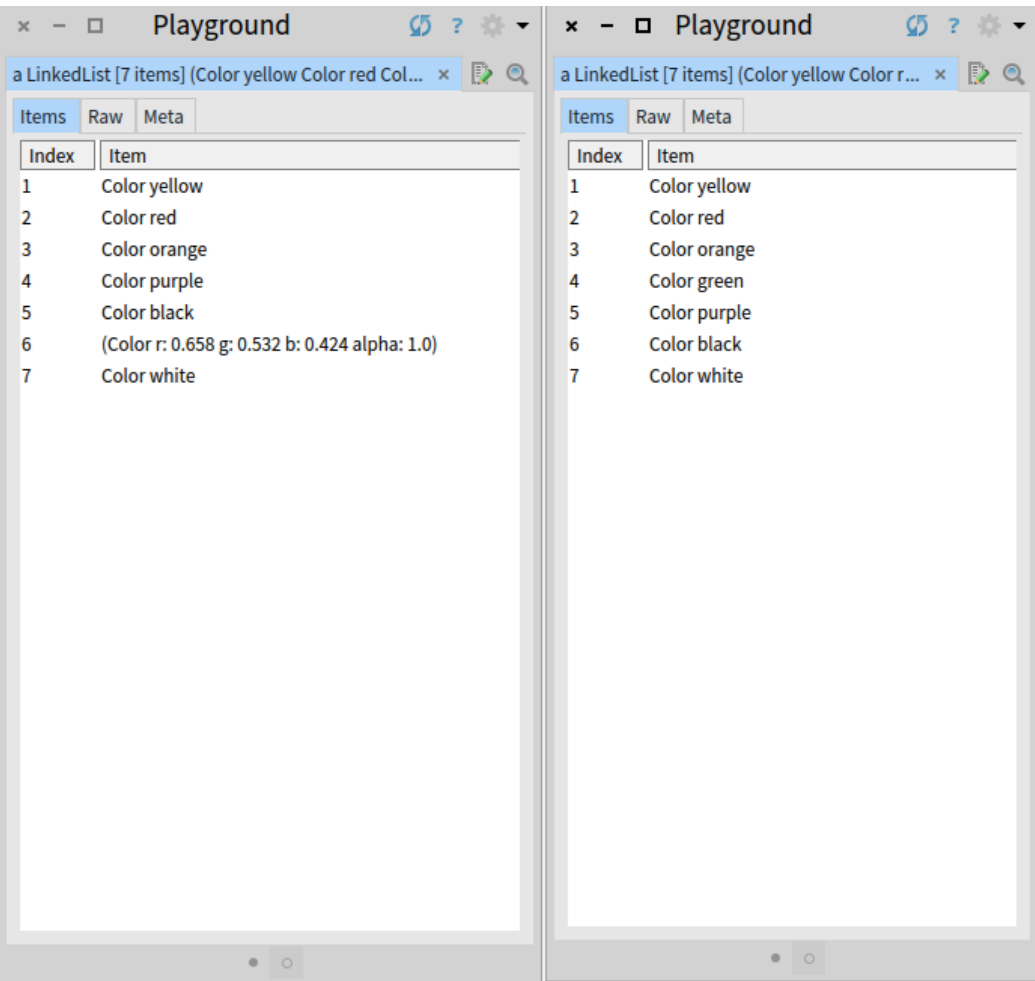 Playground ?
a LinkedList [7 items] (Color yellow Color red Col... ×
Items Raw Meta
Index Item
1 Color yellow
2 Color red
3 Color orange
4 Color purple
5 Color black
6 (Color r: 0.658 g: 0.532 b: 0.424 alpha: 1.0)
7 Color white
Playground ?
a LinkedList [7 items] (Color yellow Color r... ×
Items Raw Meta
Index Item
1 Color yellow
2 Color red
3 Color orange
4 Color green
5 Color purple
6 Color black
7 Color white